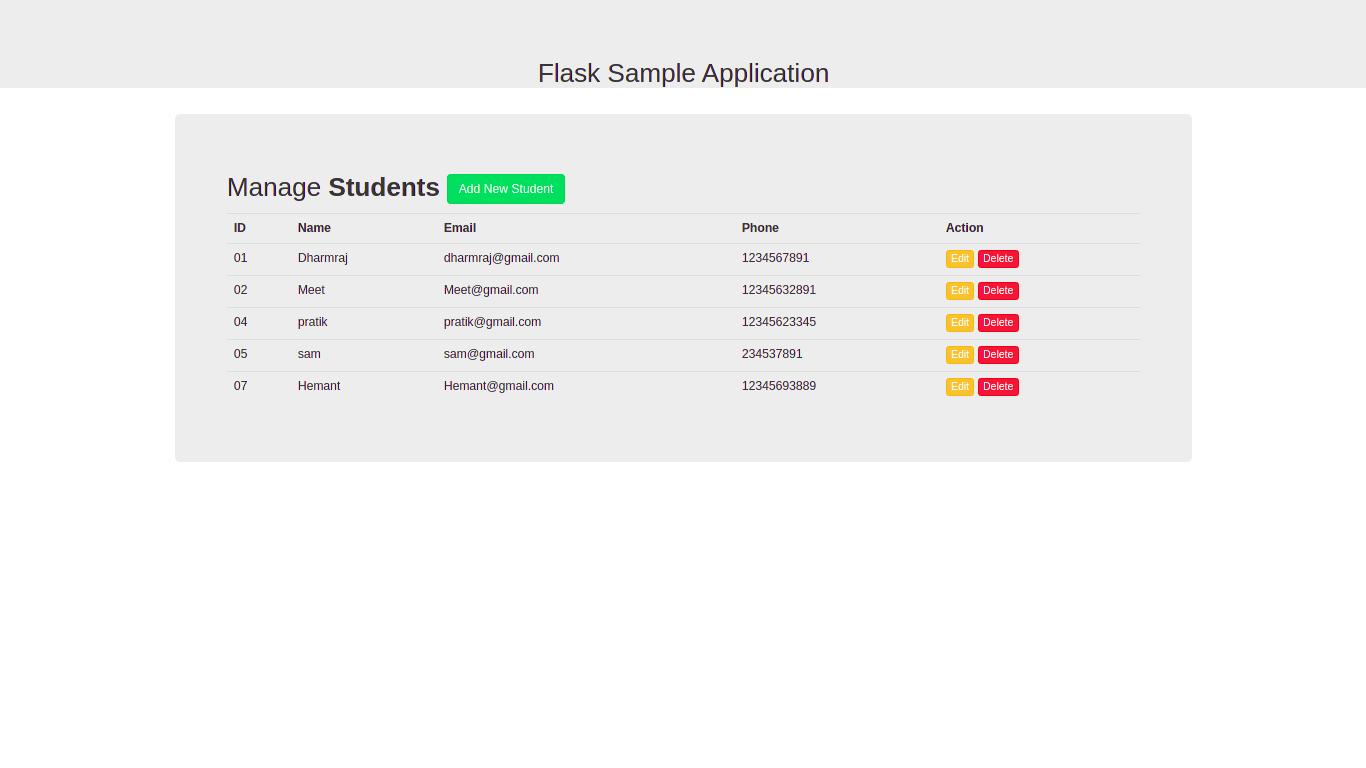 Flask Sample Application
Manage Students Add New Student
ID Name Email Phone Action
01 Dharmraj dharmraj@gmail.com 1234567891 Edit Delete
02 Meet Meet@gmail.com 12345632891 Edit Delete
04 pratik pratik@gmail.com 12345623345 Edit Delete
05 sam sam@gmail.com 234537891 Edit Delete
07 Hemant Hemant@gmail.com 12345693889 Edit Delete